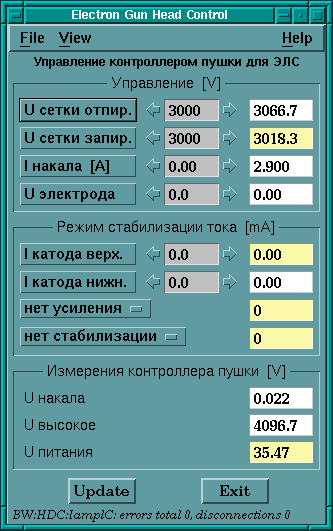 Electron Gun Head Control
File View Help
Управление контроллером пушки для ЭЛС
Управление [V]
U сетки отпир. 3000 3066.7
U сетки запир. 3000 3018.3
I накала [A] 0.00 2.900
U электрода 0.00 0.00
Режим стабилизации тока [mA]
I катода верх. 0.0 0.00
I катода нижн. 0.0 0.00
нет усиления 0
нет стабилизации 0
Измерения контроллера пушки [V]
U накала 0.022
U высокое 4096.7
U питания 35.47
Update Exit
BW:HDC:IamplC: errors total 0, disconnections 0